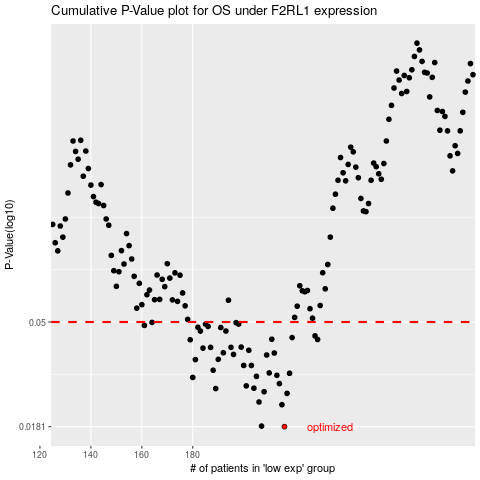 Cumulative P-Value plot for OS under F2RL1 expression
P-Value(log10)
0.05
0.0181
optimized
120 140 160 180
# of patients in 'low exp' group